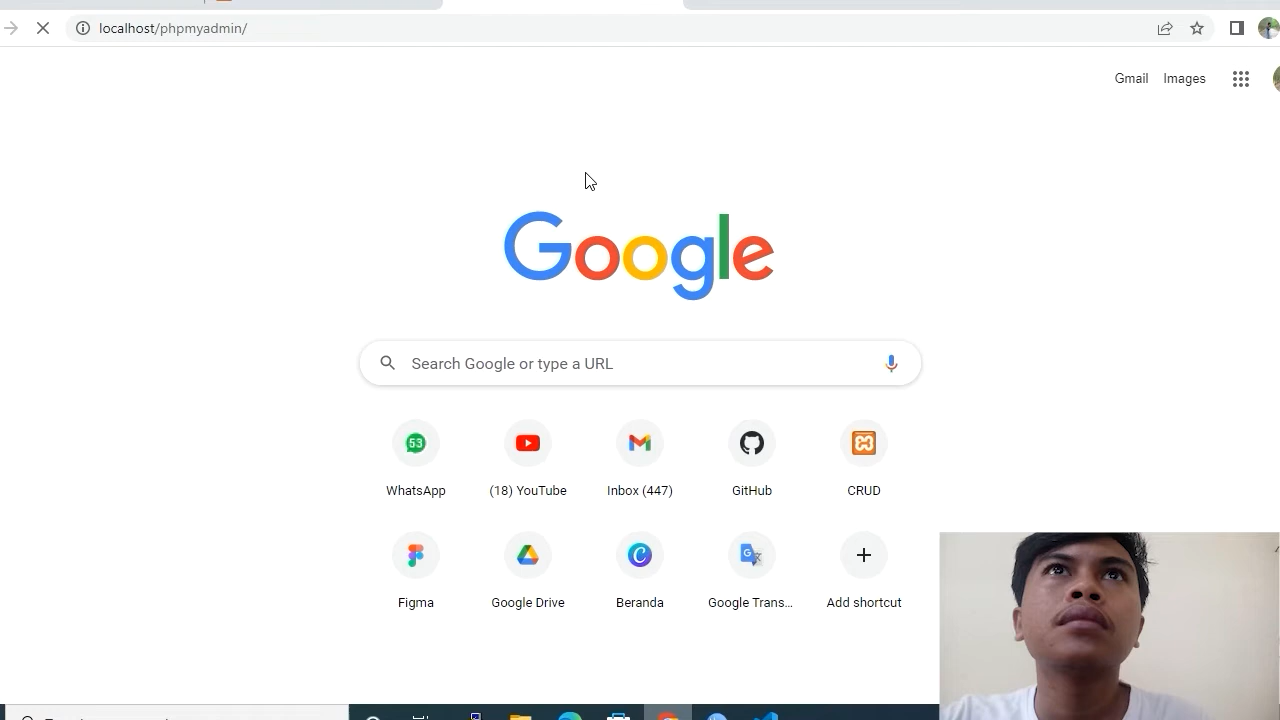 localhost/phpmyadmin/
Gmail Images
Google
Search Google or type a URL
53
WhatsApp (18) YouTube Inbox (447) GitHub CRUD
Figma Google Drive Beranda Google Trans... Add shortcut